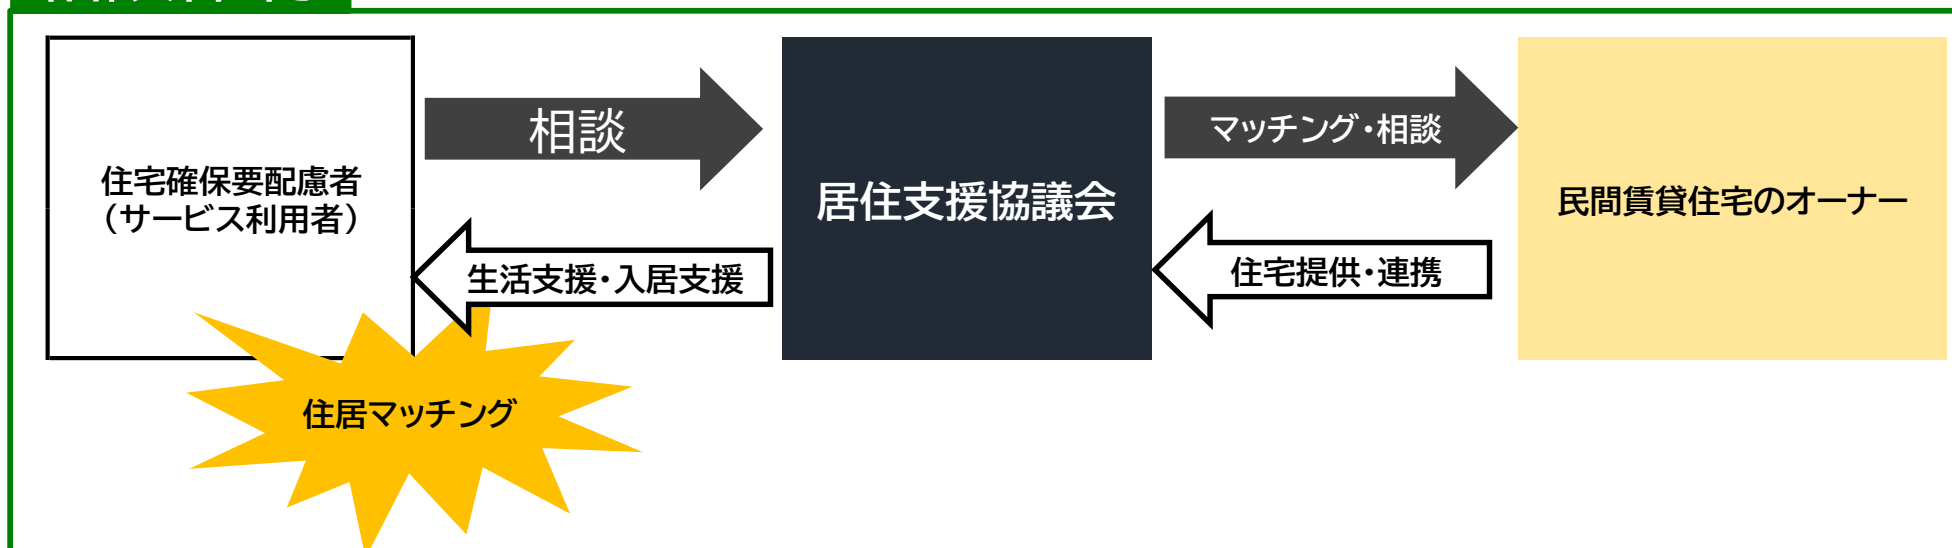 相談
マッチング・相談
住宅確保要配慮者
（サービス利用者）
居住支援協議会
民間賃貸住宅のオーナー
生活支援・入居支援
住宅提供・連携
住居マッチング